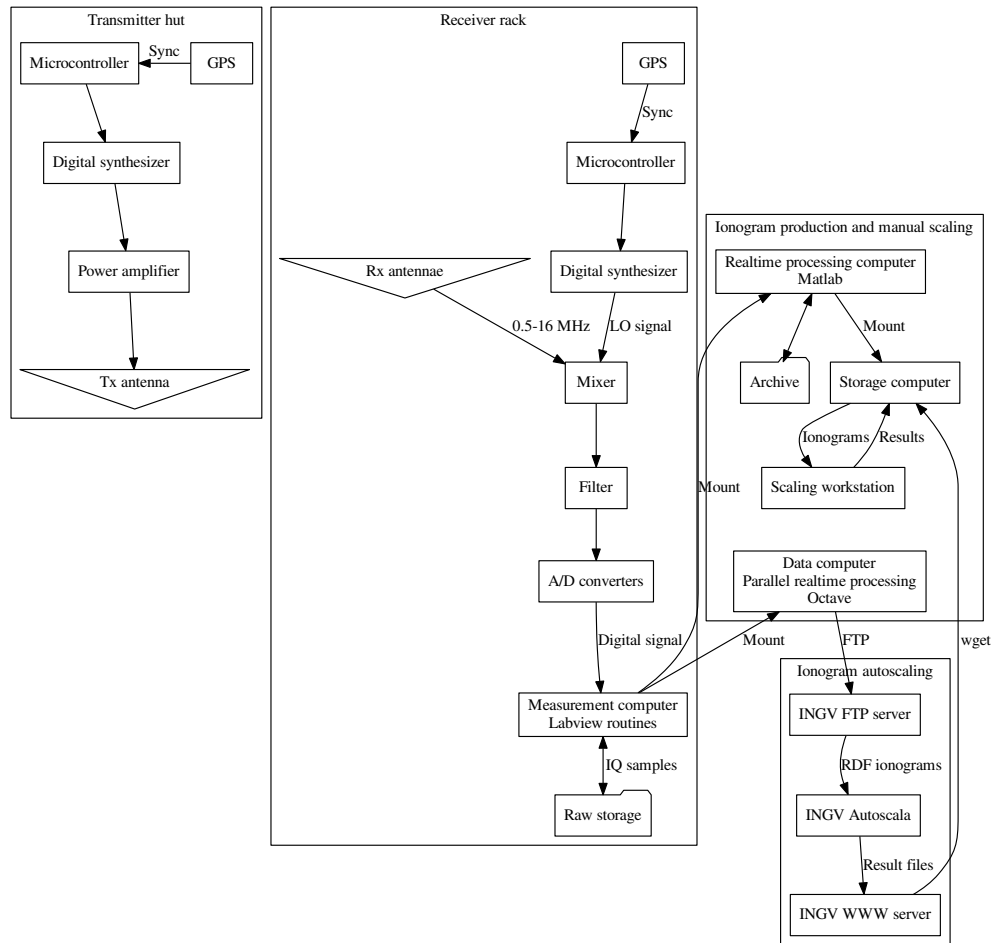 Transmitter hut
Microcontroller
Sync
GPS
Digital synthesizer
Power amplifier
Tx antenna
Receiver rack
GPS
Sync
Microcontroller
Rx antennae
Digital synthesizer
0.5-16 MHz
LO signal
Mixer
Filter
A/D converters
Digital signal
Measurement computer
Labview routines
IQ samples
Raw storage
Mount
Mount
Ionogram production and manual scaling
Realtime processing computer
Matlab
Mount
Archive
Storage computer
Ionograms
Results
Scaling workstation
Data computer
Parallel realtime processing
Octave
FTP
wget
Ionogram autoscaling
INGV FTP server
RDF ionograms
INGV Autoscala
Result files
INGV WWW server